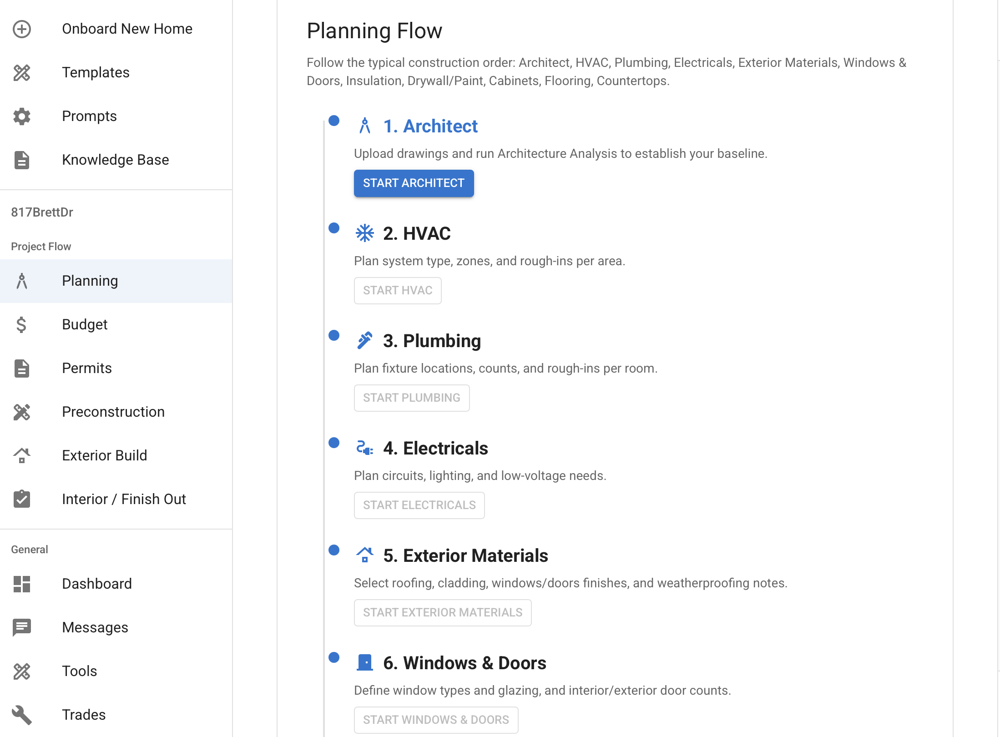 Onboard New Home
Templates
Prompts
Knowledge Base
817BrettDr
Project Flow
Planning
Budget
Permits
Preconstruction
Exterior Build
Interior / Finish Out
General
Dashboard
Messages
Tools
Trades
Planning Flow
Follow the typical construction order: Architect, HVAC, Plumbing, Electricals, Exterior Materials, Windows &
Doors, Insulation, Drywall/Paint, Cabinets, Flooring, Countertops.
1. Architect
Upload drawings and run Architecture Analysis to establish your baseline.
START ARCHITECT
2. HVAC
Plan system type, zones, and rough-ins per area.
START HVAC
3. Plumbing
Plan fixture locations, counts, and rough-ins per room.
START PLUMBING
4. Electricals
Plan circuits, lighting, and low-voltage needs.
START ELECTRICALS
5. Exterior Materials
Select roofing, cladding, windows/doors finishes, and weatherproofing notes.
START EXTERIOR MATERIALS
6. Windows & Doors
Define window types and glazing, and interior/exterior door counts.
START WINDOWS & DOORS